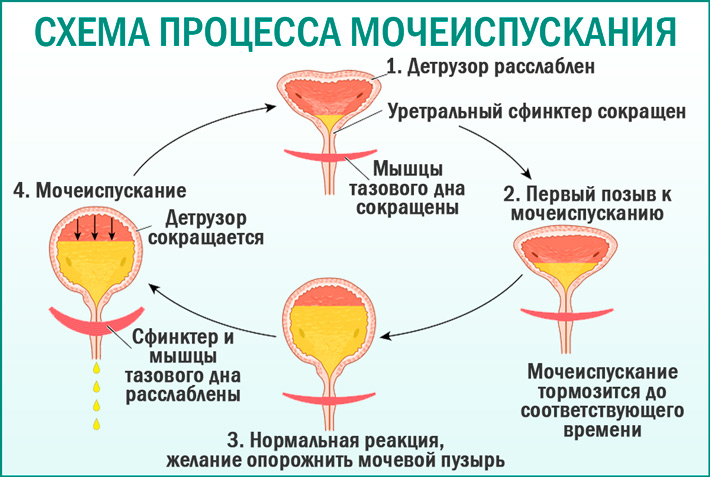 СХЕМА ПРОЦЕССА МОЧЕИСПУСКАНИЯ
1. Детрузор расслаблен
Уретральный сфинктер сокращен
Мышцы
тазового дна
сокращены
2. Первый позыв к
мочеиспусканию
Мочеиспускание
тормозится до
соответствующего
времени
3. Нормальная реакция,
желание опорожнить мочевой пузырь
4. Мочеиспускание
Детрузор
сокращается
Сфинктер и
мышцы
тазового дна
расслаблены